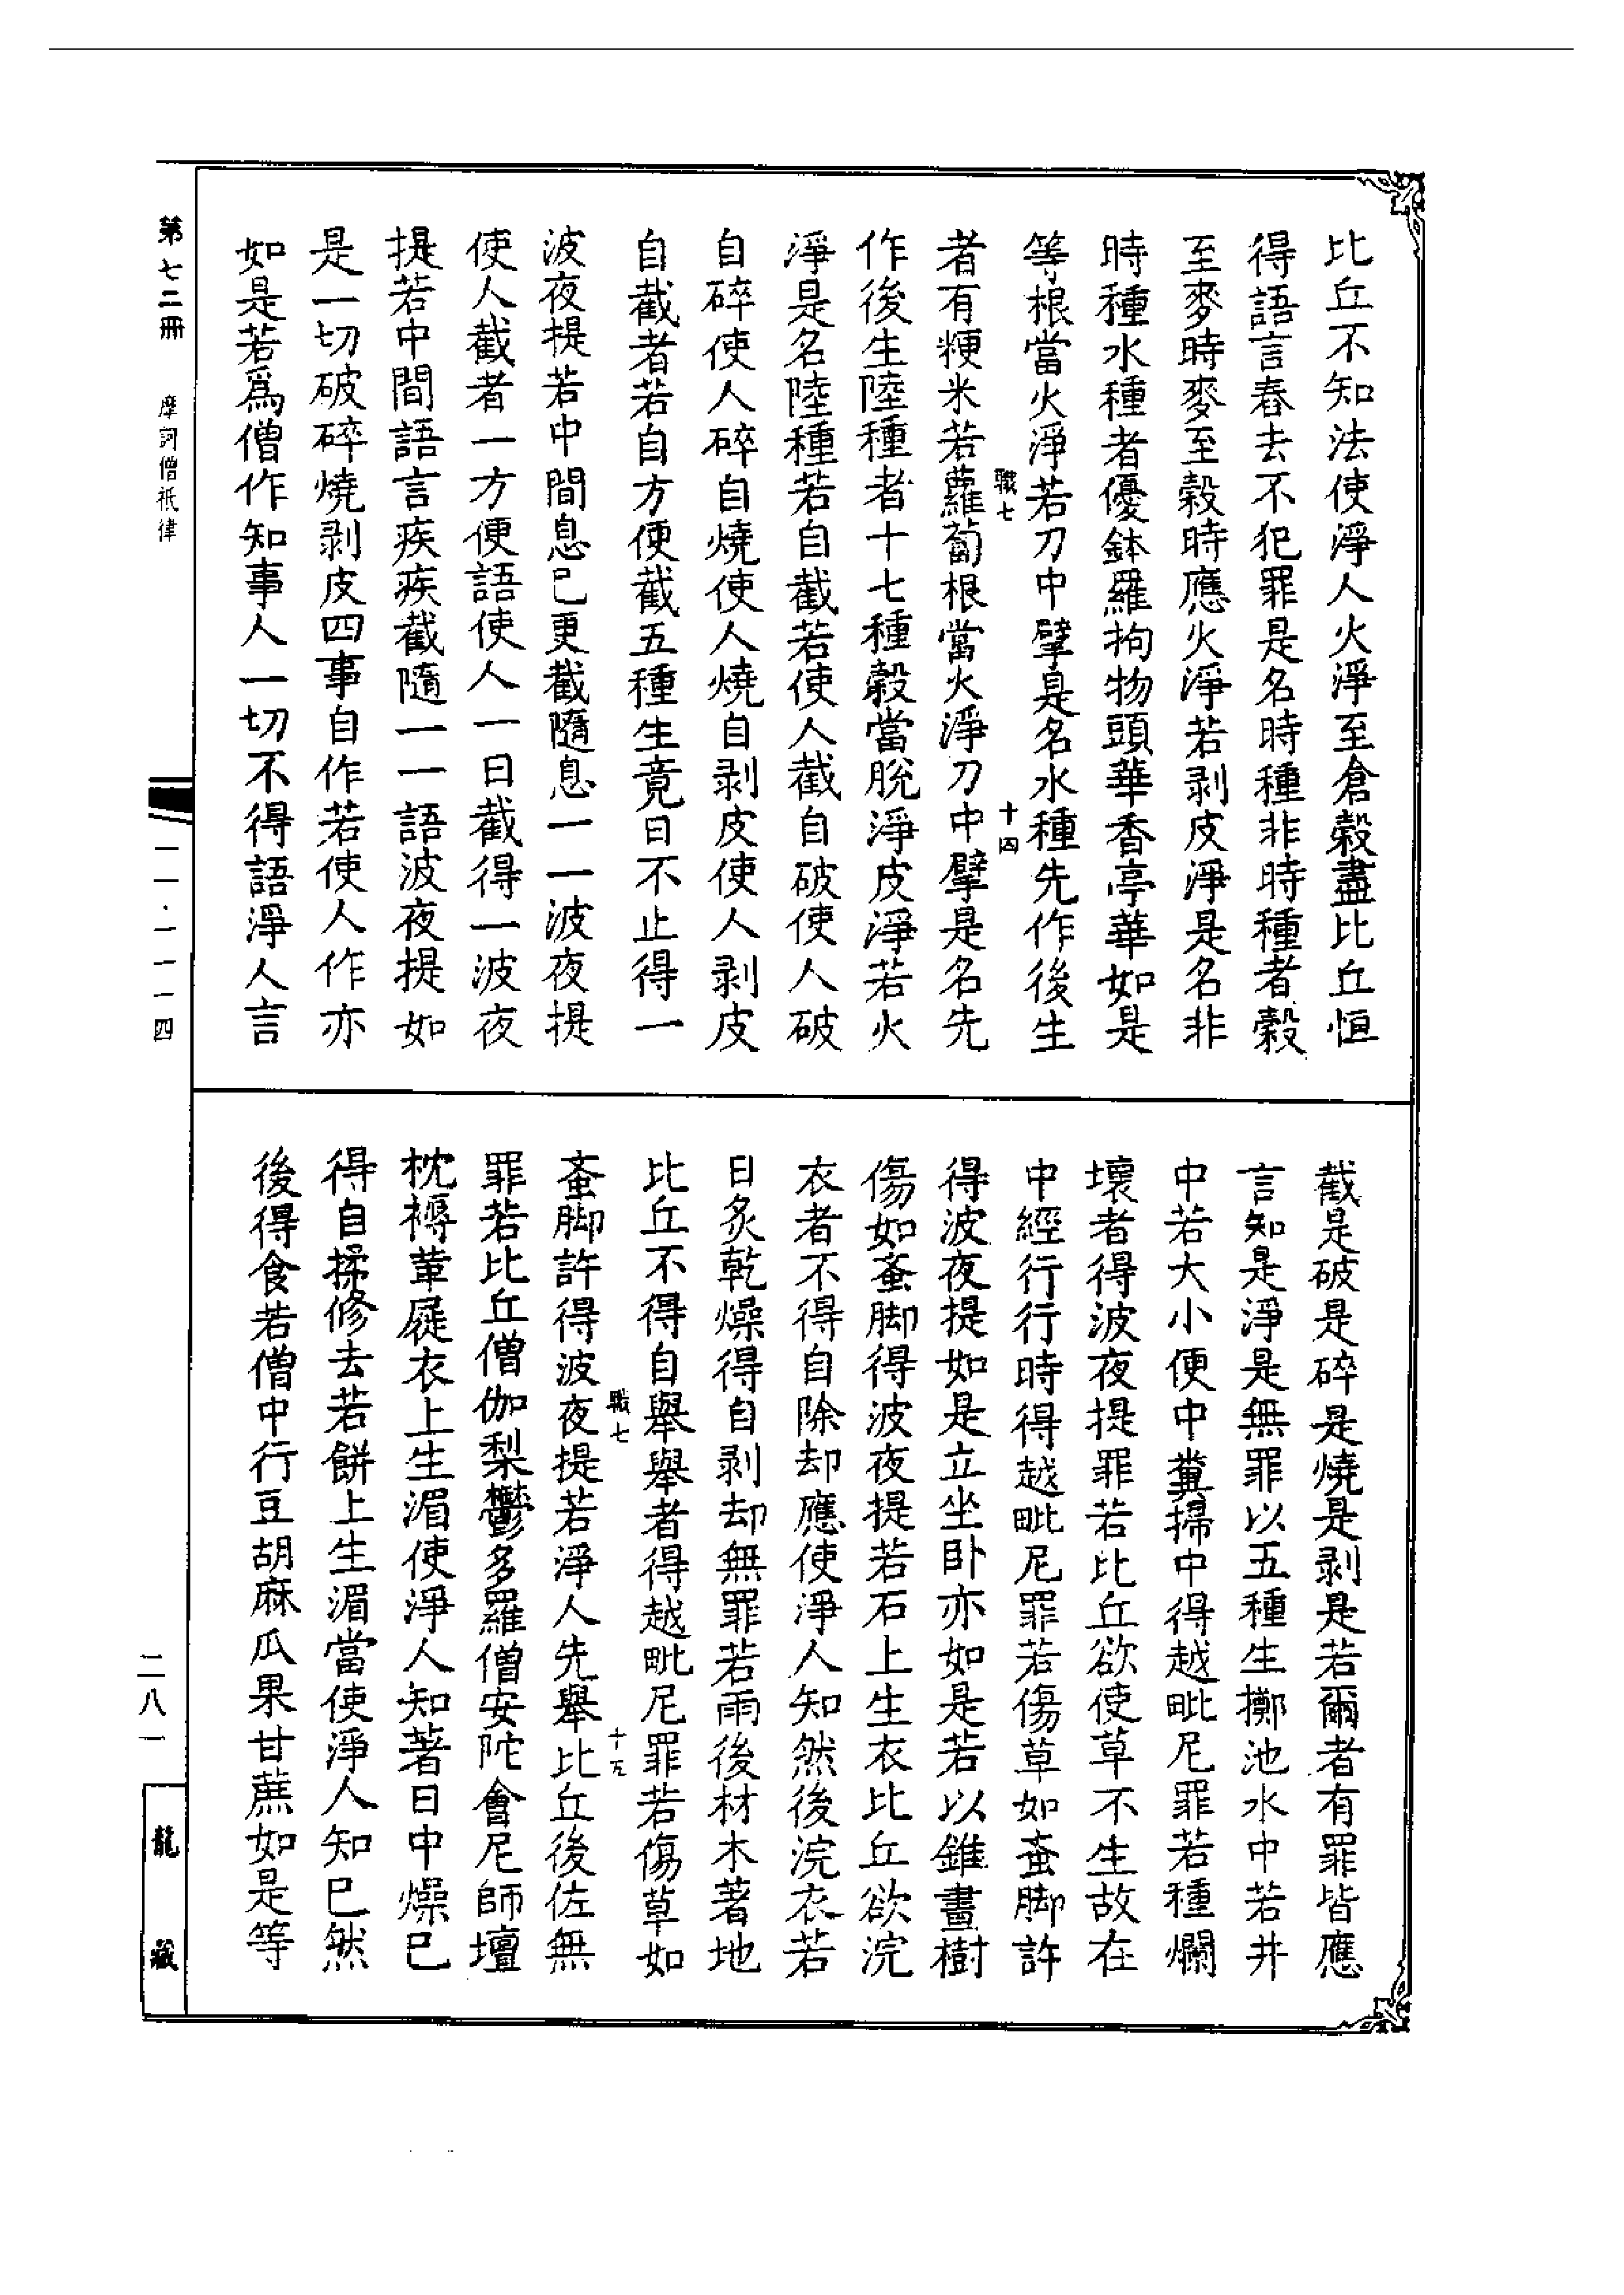 比丘不知法使淨人火淨至倉穀盡比丘恒
得語言舂去不犯罪是名時種非時種者穀
至麥時麥至穀時應火淨若剥皮淨是名非
時種水種者優鉢羅拘物頭華香亭華如是
等根當火淨若刀中擘是名水種先作後生
職七
十四
者有粳米若蘿蔔根當火淨刀中擘是名先
作後生陸種者十七種穀當脫淨皮淨若火
淨是名陸種若自截若使人截自破使人破
自碎使人碎自燒使人燒自剥皮使人剥皮
自截者若自方便截五種生竟日不止得一
波夜提若中間息已更截隨息一一波夜提
使人截者一方便語使人一日截得一波夜
提若中間語言疾疾截隨一一語波夜提如
是一切破碎燒剥皮四事自作若使人作亦
如是若爲僧作知事人一切不得語淨人言
截是破是碎是燒是剥是若爾者有罪皆應
言知是淨是無罪以五種生擲池水中若井
中若大小便中糞掃中得越毗尼罪若種爛
壞者得波夜提罪若比丘欲使草不生故在
中經行行時得越毗尼罪若傷草如蚤脚許
得波夜提如是立坐卧亦如是若以錐畫樹
傷如蚤脚得波夜提若石上生衣比丘欲浣
衣者不得自除却應使淨人知然後浣衣若
日炙乾燥得自剥却無罪若雨後材木著地
比丘不得自舉舉者得越毗尼罪若傷草如
職七
十五
蚤脚許得波夜提若淨人先舉比丘後佐無
罪若比丘僧伽梨鬱多羅僧安陀會尼師壇
枕褥革屣衣上生湄使淨人知著日中燥已
得自揉修去若餅上生湄當使淨人知已然
後得食若僧中行豆胡麻瓜果甘蔗如是等
第七二冊
摩訶僧祇律
一一·一一一四
二八一
龍藏